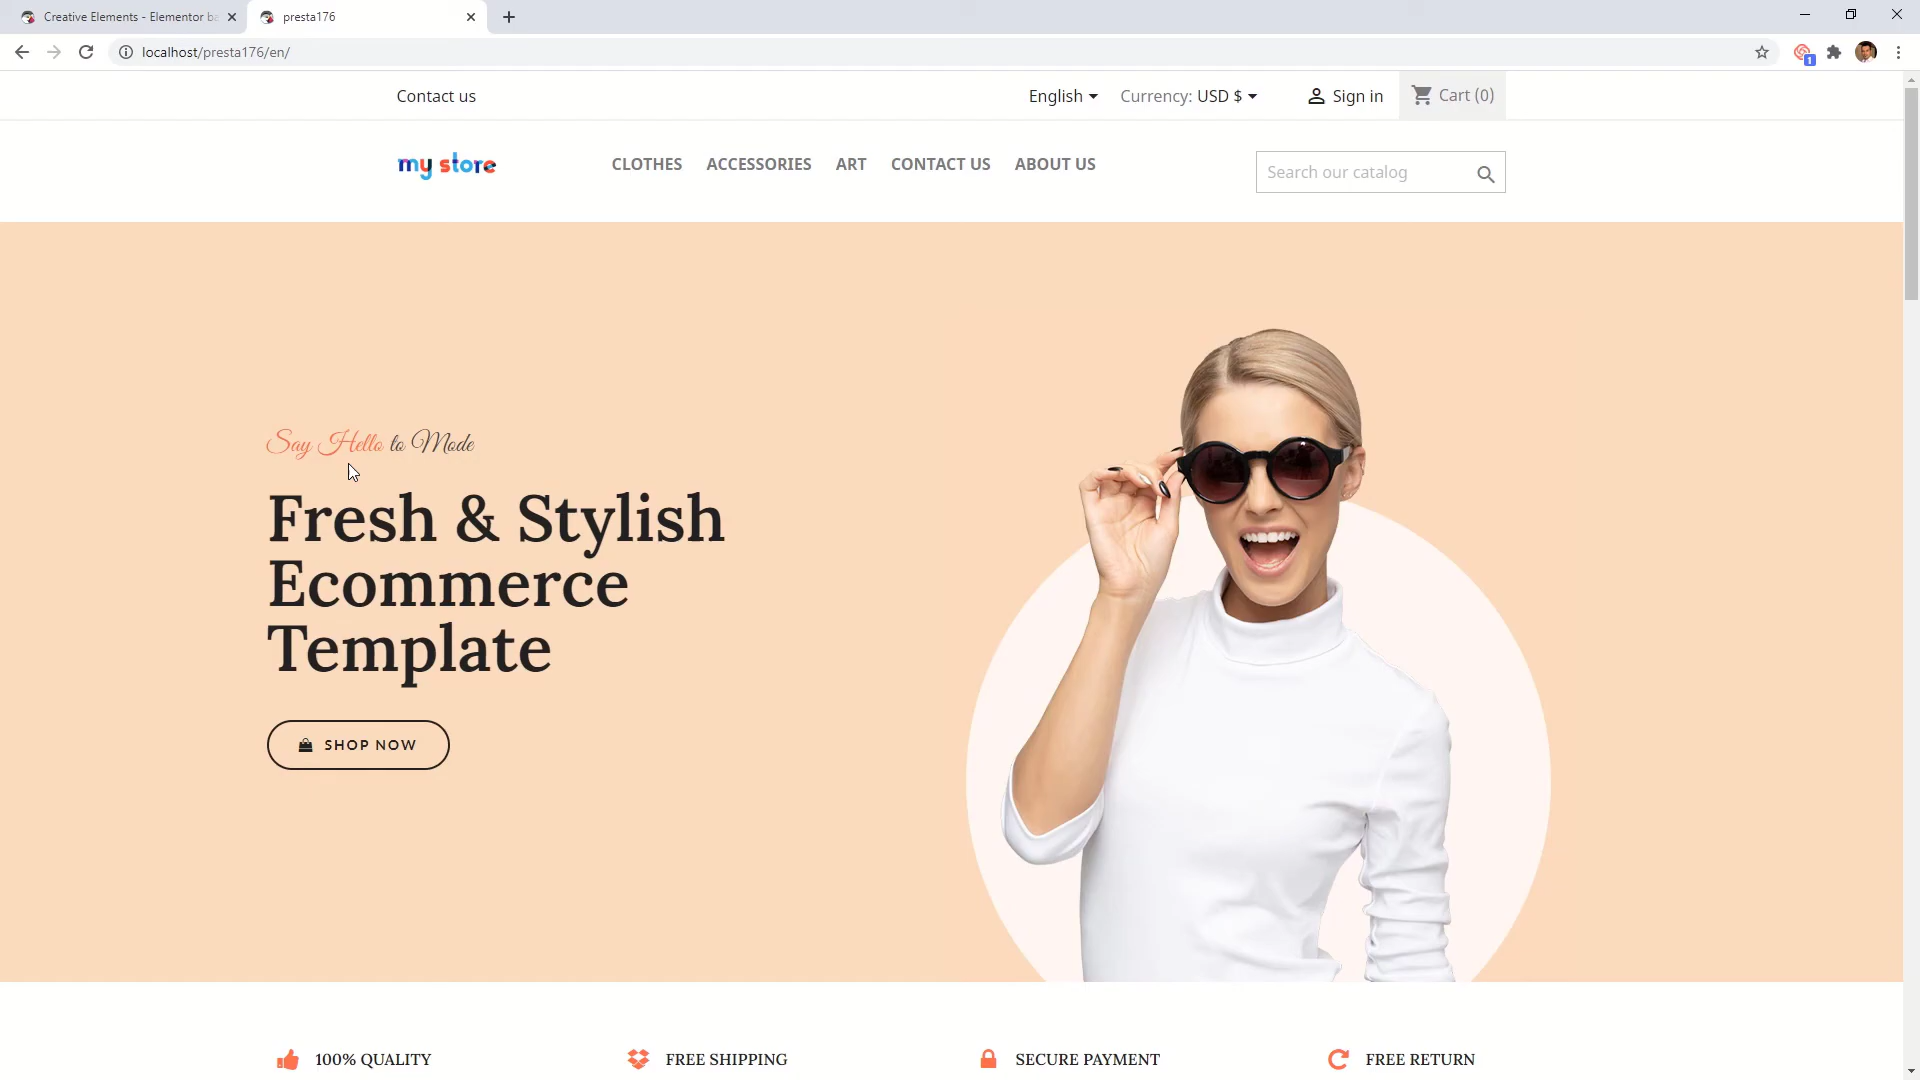 Creative Elements - Elementor ba
presta176
localhost/presta176/en/
1
Contact us
English
Currency: USD $
Sign in
Cart (0)
my store
CLOTHES
ACCESSORIES
ART
CONTACT US
ABOUT US
Search our catalog
Say Hello to Mode
Fresh & Stylish
Ecommerce
Template
SHOP NOW
100% QUALITY
FREE SHIPPING
SECURE PAYMENT
FREE RETURN